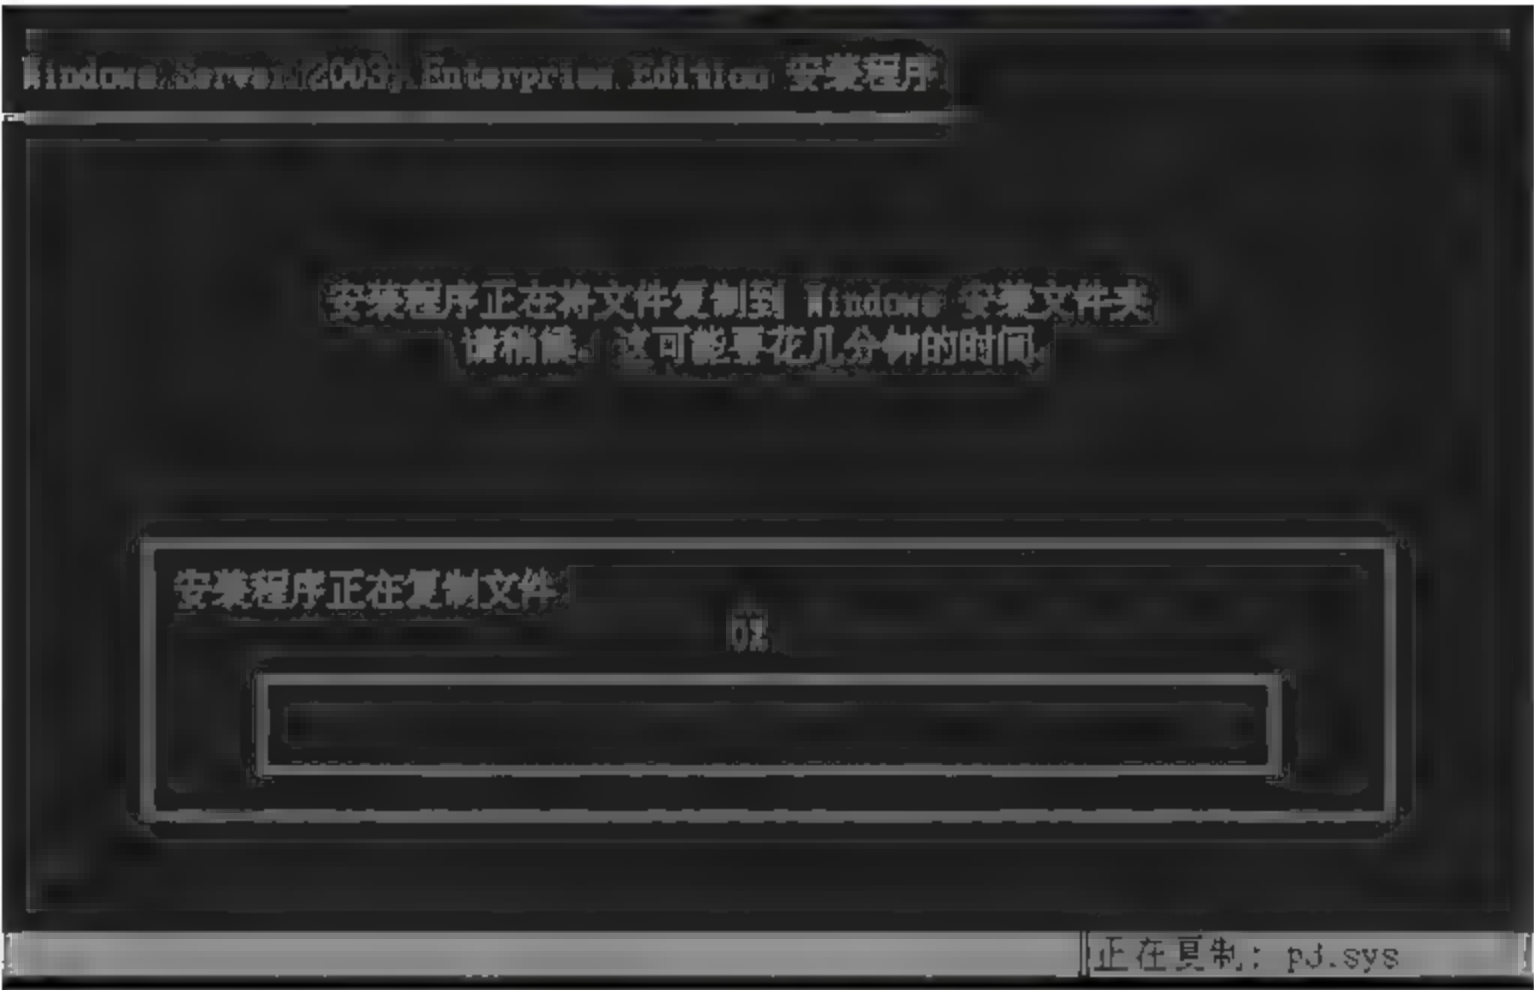 Windows Server 2003, Enterprise Edition 安装程序
安装程序正在将文件复制到 Windows 安装文件夹
请稍候。这可能要花几分钟的时间。
安装程序正在复制文件
0%
正在复制: p3.sys